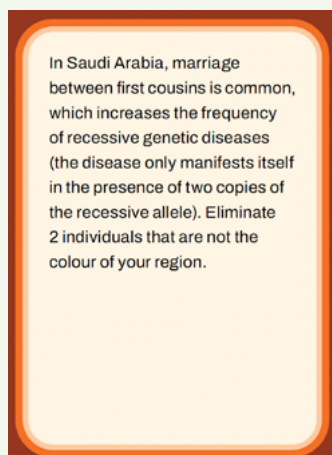 In Saudi Arabia, marriage
between first cousins is common,
which increases the frequency
of recessive genetic diseases
(the disease only manifests itself
in the presence of two copies of
the recessive allele). Eliminate
2 individuals that are not the
colour of your region.